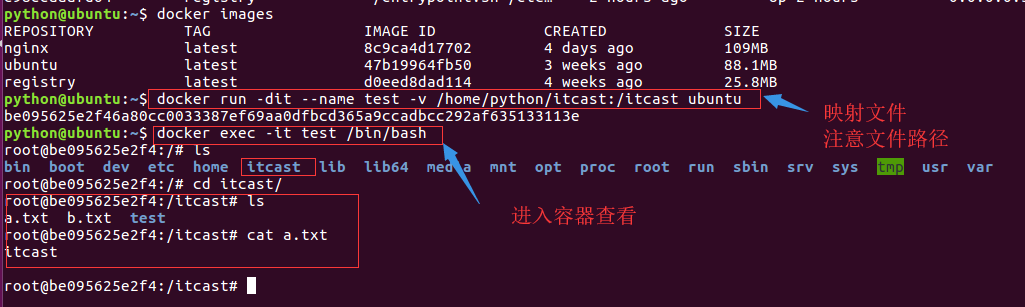 python@ubuntu:~$ docker images
REPOSITORY TAG IMAGE ID CREATED SIZE
nginx latest 8c9ca4d17702 4 days ago 109MB
ubuntu latest 47b19964fb50 3 weeks ago 88.1MB
registry latest d0eed8dad114 4 weeks ago 25.8MB
python@ubuntu:~$ docker run -dit --name test -v /home/python/itcast:/itcast ubuntu
映射文件
注意文件路径
be095625e2f46a80cc0033387ef69aa0dfbcd365a9ccadbcc292af635133113e
python@ubuntu:~$ docker exec -it test /bin/bash
root@be095625e2f4:/# ls
bin boot dev etc home itcast lib lib64 media mnt opt proc root run sbin srv sys tmp usr var
root@be095625e2f4:/# cd itcast/
root@be095625e2f4:/itcast# ls
进入容器查看
a.txt b.txt test
root@be095625e2f4:/itcast# cat a.txt
itcast
root@be095625e2f4:/itcast#